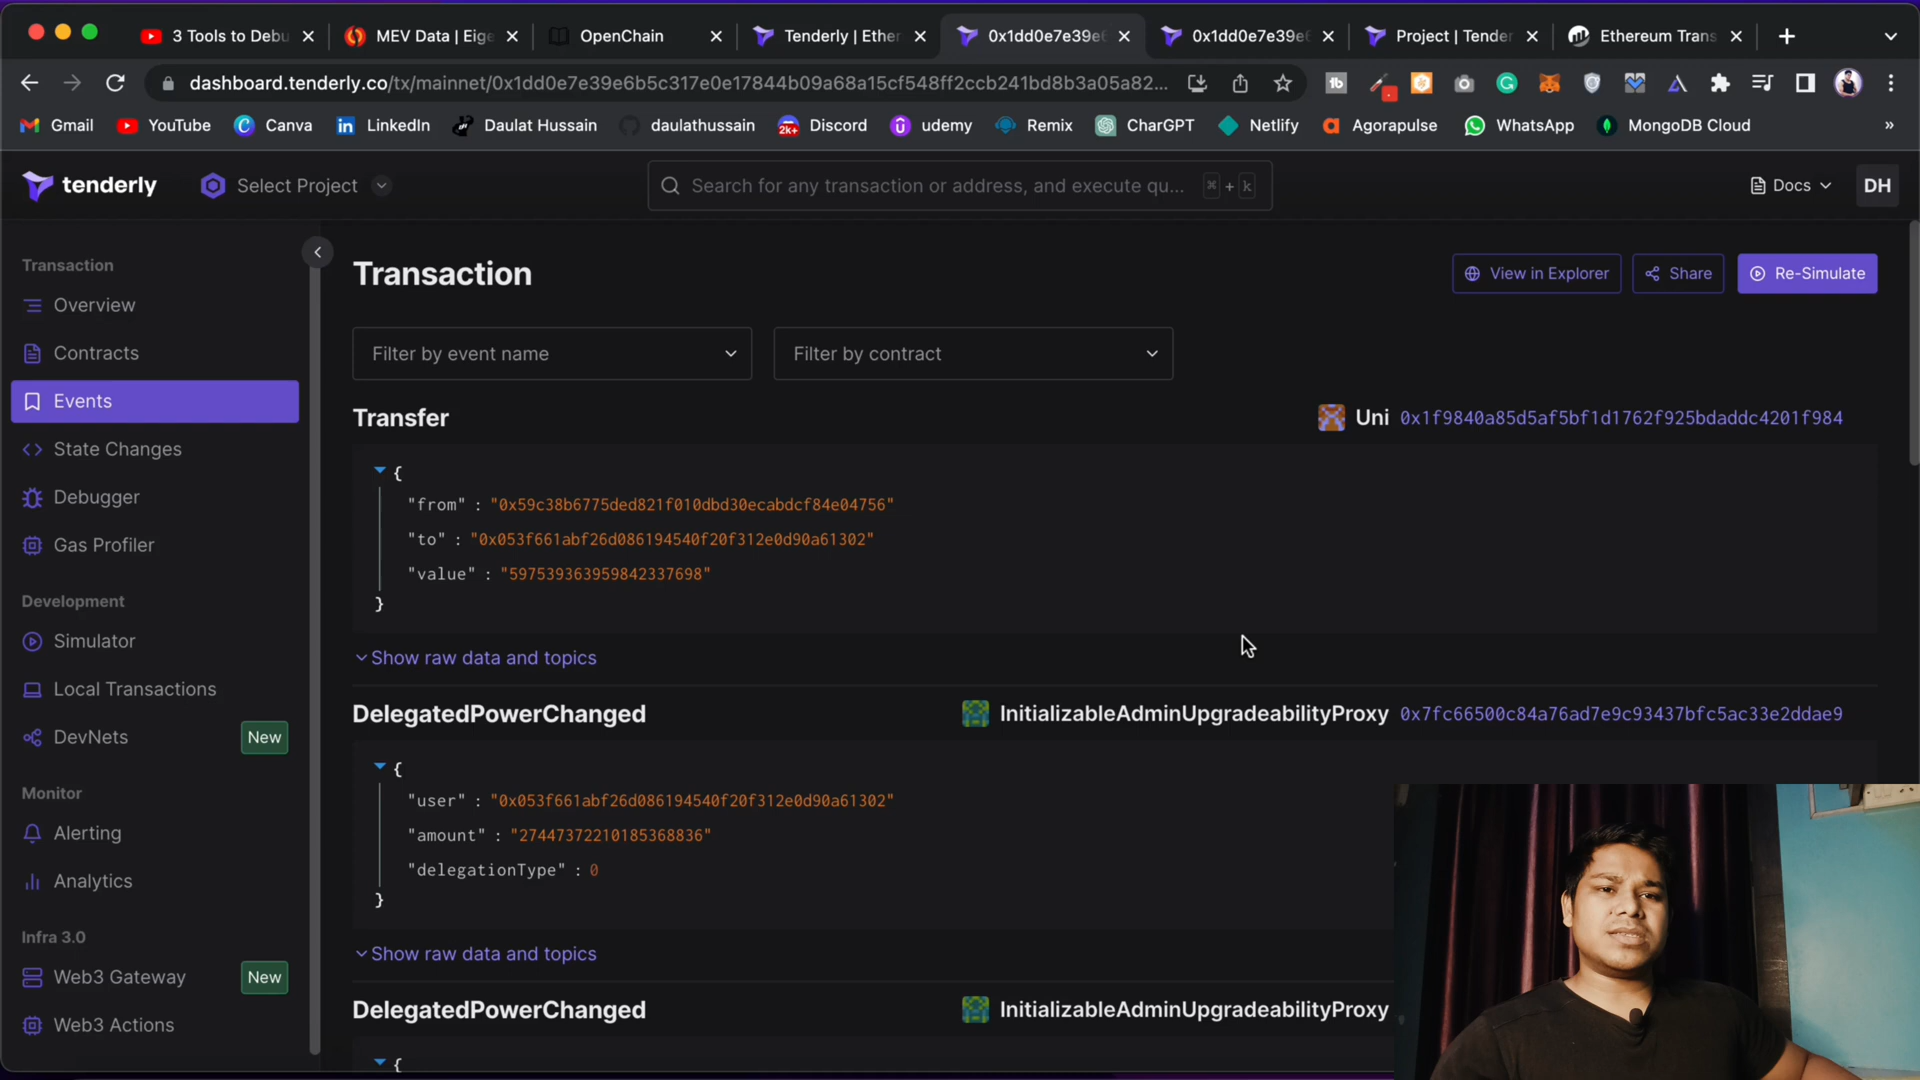 3 Tools to Debu
MEV Data | Eige
OpenChain
Tenderly | Ether
0x1dd0e7e39e6
0x1dd0e7e39e6
Project | Tender
Ethereum Trans
dashboard.tenderly.co/tx/mainnet/0x1dd0e7e39e6b5c317e0e17844b09a68a15cf548ff2ccb241bd8b3a05a82...
Gmail
YouTube
Canva
LinkedIn
Daulat Hussain
daulathussain
2k+
Discord
udemy
Remix
CharGPT
Netlify
Agorapulse
WhatsApp
MongoDB Cloud
»
tenderly
Select Project
Search for any transaction or address, and execute qu...
⌘ + k
Docs
DH
Transaction
Overview
Contracts
Events
State Changes
Debugger
Gas Profiler
Development
Simulator
Local Transactions
DevNets
New
Monitor
Alerting
Analytics
Infra 3.0
Web3 Gateway
New
Web3 Actions
Transaction
View in Explorer
Share
Re-Simulate
Filter by event name
Filter by contract
Transfer
Uni 0x1f9840a85d5af5bf1d1762f925bdaddc4201f984
{
"from" : "0x59c38b6775ded821f010dbd30ecabdcf84e04756"
"to" : "0x053f661abf26d086194540f20f312e0d90a61302"
"value" : "597539363959842337698"
}
Show raw data and topics
DelegatedPowerChanged
InitializableAdminUpgradeabilityProxy 0x7fc66500c84a76ad7e9c93437bfc5ac33e2ddae9
{
"user" : "0x053f661abf26d086194540f20f312e0d90a61302"
"amount" : "27447372210185368836"
"delegationType" : 0
}
Show raw data and topics
DelegatedPowerChanged
InitializableAdminUpgradeabilityProxy
{